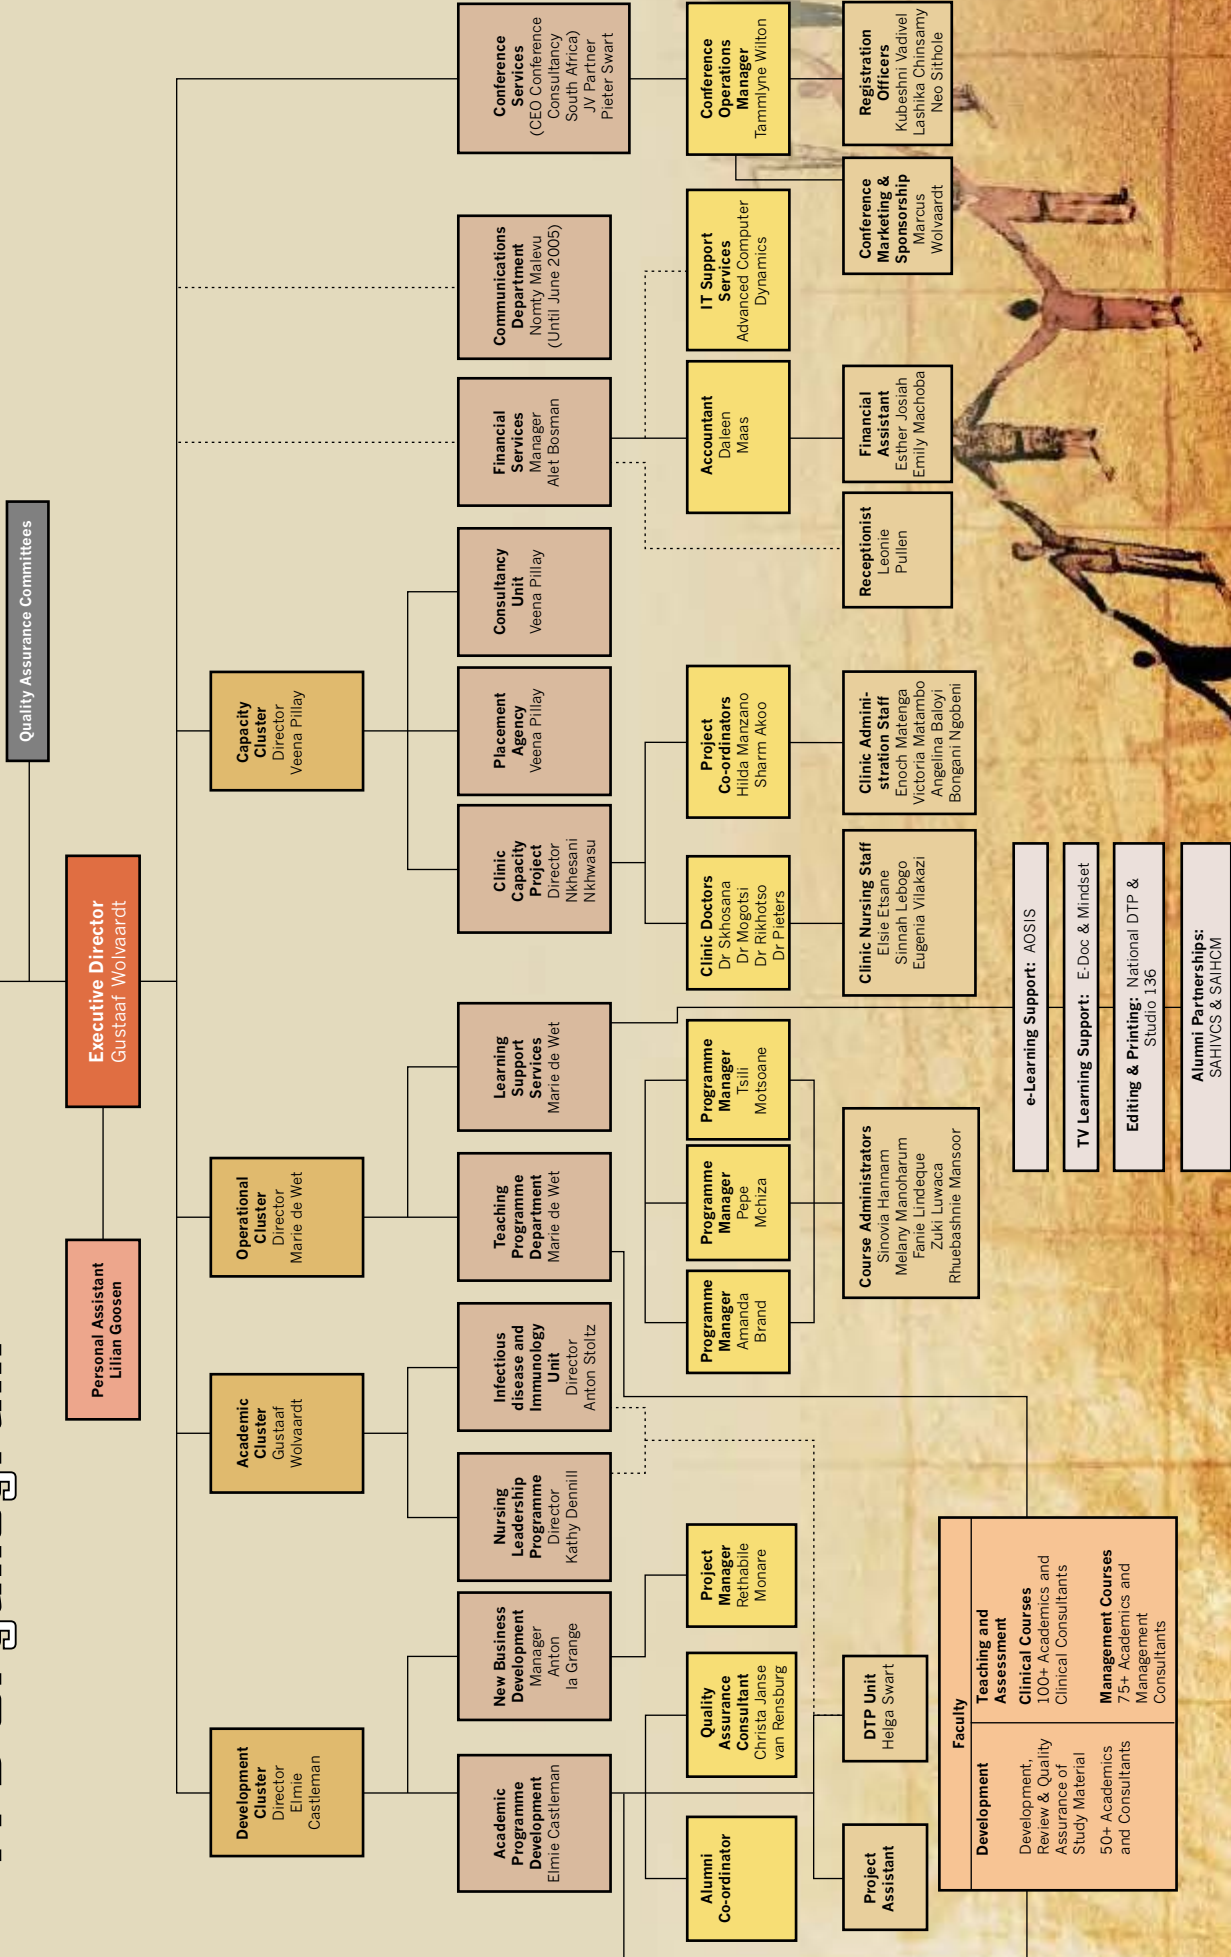 Quality Assurance Committees
Executive Director
Gustaaf Wolvaardt
Personal Assistant
Lilian Goosen
Development
Cluster
Director
Elmie
Castleman
Academic
Cluster
Gustaaf
Wolvaardt
Operational
Cluster
Director
Marie de Wet
Capacity
Cluster
Director
Veena Pillay
Academic
Programme
Development
Elmie Castleman
New Business
Development
Manager
Anton
la Grange
Nursing
Leadership
Programme
Director
Kathy Dennill
Infectious
disease and
Immunology
Unit
Director
Anton Stoltz
Teaching
Programme
Department
Marie de Wet
Learning
Support
Services
Marie de Wet
Clinic
Capacity
Project
Director
Nkhesani
Nkhwasu
Placement
Agency
Veena Pillay
Consultancy
Unit
Veena Pillay
Financial
Services
Manager
Alet Bosman
Communications
Department
Nomty Malevu
(Until June 2005)
Conference
Services
(CEO Conference
Consultancy
South Africa)
JV Partner
Pieter Swart
Alumni
Co-ordinator
Quality
Assurance
Consultant
Christa Janse
van Rensburg
Project
Manager
Rethabile
Monare
Programme
Manager
Amanda
Brand
Programme
Manager
Pepe
Mchiza
Programme
Manager
Tsili
Motsoane
Clinic Doctors
Dr Skhosana
Dr Mogotsi
Dr Rikhotso
Dr Pieters
Project
Co-ordinators
Hilda Manzano
Sharm Akoo
Accountant
Daleen
Maas
IT Support
Services
Advanced Computer
Dynamics
Conference
Operations
Manager
Tammlyne Wilton
Project
Assistant
DTP Unit
Helga Swart
Course Administrators
Sinovia Hannam
Melany Manoharum
Fanie Lindeque
Zuki Luwaca
Rhuebashnie Mansoor
Clinic Nursing Staff
Elsie Etsane
Sinnah Lebogo
Eugenia Vilakazi
Clinic Admini-
stration Staff
Enoch Matenga
Victoria Matambo
Angelina Baloyi
Bongani Ngobeni
Receptionist
Leonie
Pullen
Financial
Assistant
Esther Josiah
Emily Machoba
Conference
Marketing &
Sponsorship
Marcus
Wolvaardt
Registration
Officers
Kubeshni Vadivel
Lashika Chinsamy
Neo Sithole
Faculty
Development
Development,
Review & Quality
Assurance of
Study Material
50+ Academics
and Consultants
Teaching and
Assessment
Clinical Courses
100+ Academics and
Clinical Consultants
Management Courses
75+ Academics and
Management
Consultants
e-Learning Support: AOSIS
TV Learning Support: E-Doc & Mindset
Editing & Printing: National DTP &
Studio 136
Alumni Partnerships:
SAHIVCS & SAIHCM